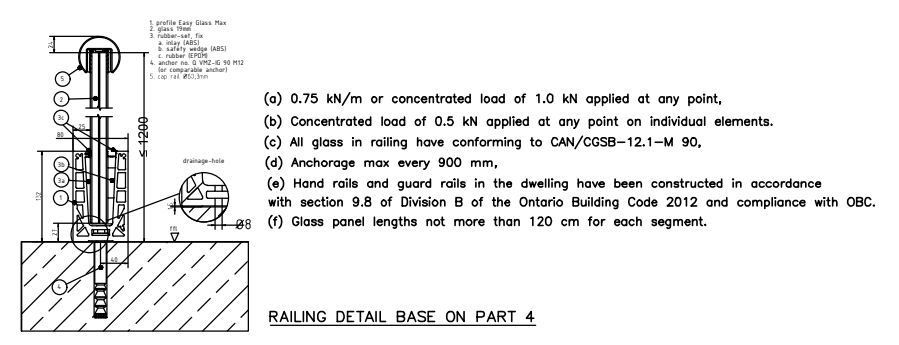 1. profile Easy Glass Max
2. glass 19mm
3. rubber-set, fix
a. inlay (ABS)
b. safety wedge (ABS)
c. rubber (EPDM)
4. anchor no. Q VMZ-IG 90 M12
(or comparable anchor)
5. cap rail Ø60,3mm
24
5
2
3c
25
80
≤ 1200
3b
3a
1
132
21
drainage-hole
Ø8
ffl
40
4
(a) 0.75 kN/m or concentrated load of 1.0 kN applied at any point,
(b) Concentrated load of 0.5 kN applied at any point on individual elements.
(c) All glass in railing have conforming to CAN/CGSB-12.1-M 90,
(d) Anchorage max every 900 mm,
(e) Hand rails and guard rails in the dwelling have been constructed in accordance
with section 9.8 of Division B of the Ontario Building Code 2012 and compliance with OBC.
(f) Glass panel lengths not more than 120 cm for each segment.
RAILING DETAIL BASE ON PART 4